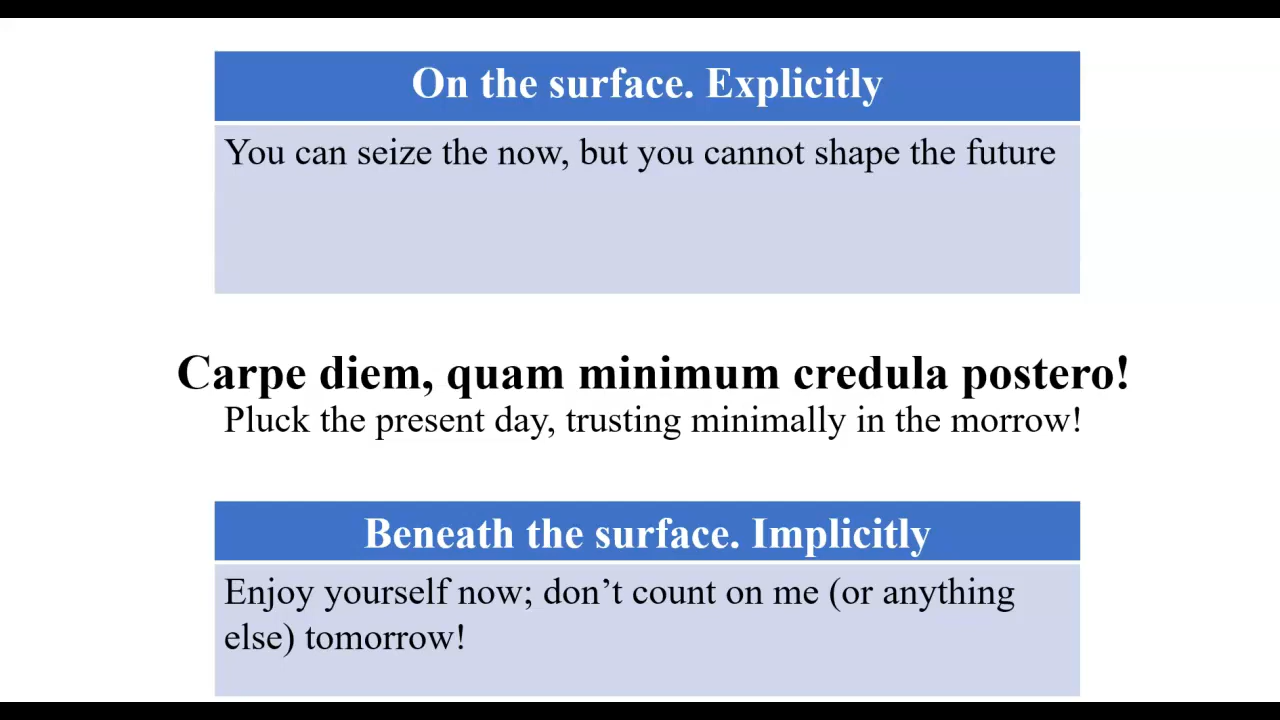 On the surface. Explicitly
You can seize the now, but you cannot shape the future
Carpe diem, quam minimum credula postero!
Pluck the present day, trusting minimally in the morrow!
Beneath the surface. Implicitly
Enjoy yourself now; don’t count on me (or anything
else) tomorrow!